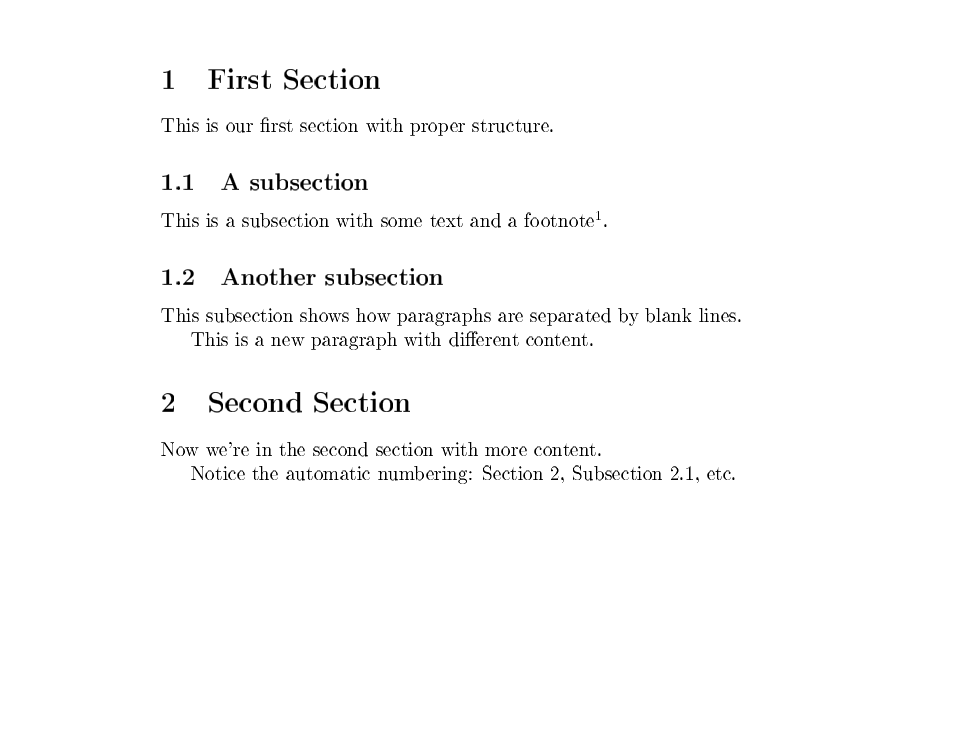 1 First Section
This is our first section with proper structure.
1.1 A subsection
This is a subsection with some text and a footnote¹.
1.2 Another subsection
This subsection shows how paragraphs are separated by blank lines.
This is a new paragraph with different content.
2 Second Section
Now we're in the second section with more content.
Notice the automatic numbering: Section 2, Subsection 2.1, etc.